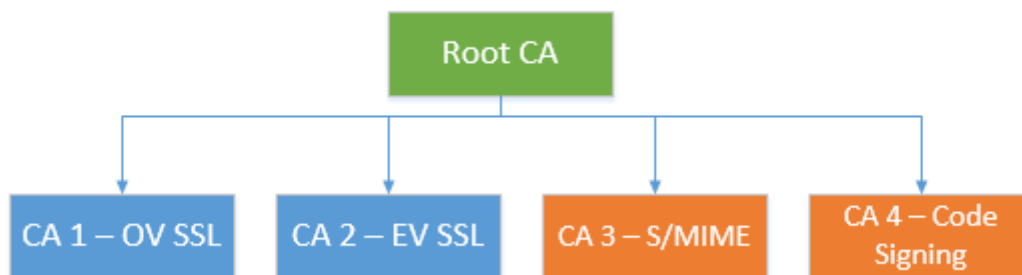 Root CA
CA 1 – OV SSL
CA 2 – EV SSL
CA 3 – S/MIME
CA 4 – Code
Signing